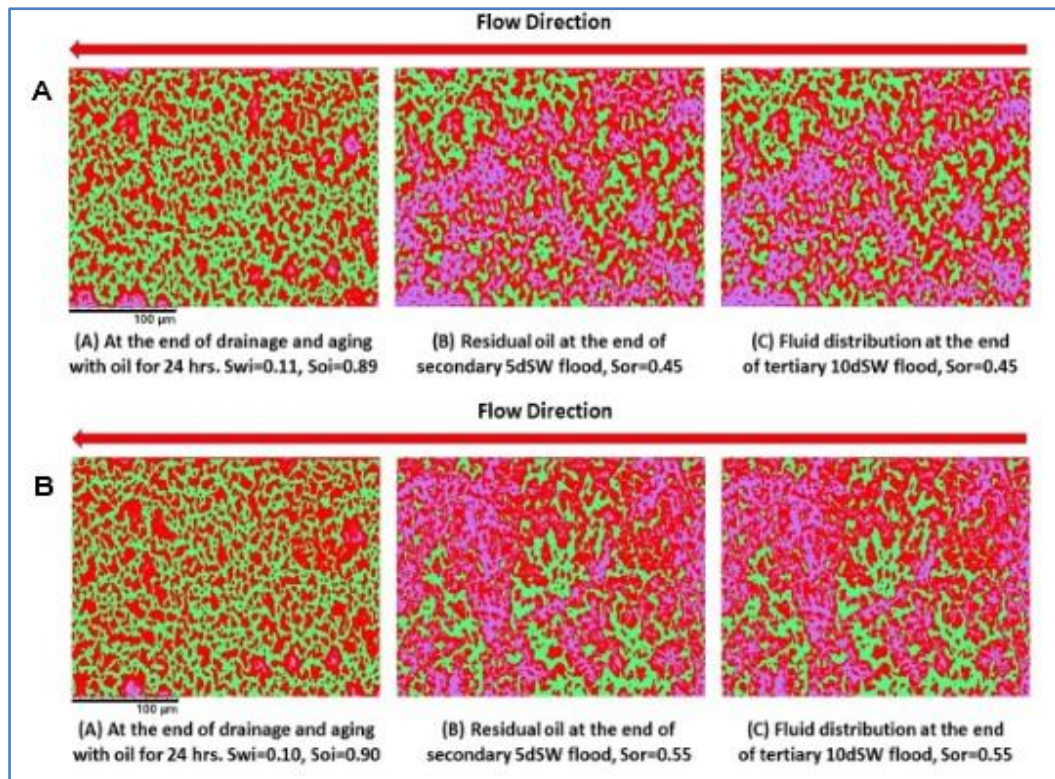 Flow Direction
A
100 μm
(A) At the end of drainage and aging
with oil for 24 hrs. Swi=0.11, Soi=0.89
(B) Residual oil at the end of
secondary 5dSW flood, Sor=0.45
(C) Fluid distribution at the end
of tertiary 10dSW flood, Sor=0.45
Flow Direction
B
100 μm
(A) At the end of drainage and aging
with oil for 24 hrs. Swi=0.10, Soi=0.90
(B) Residual oil at the end of
secondary 5dSW flood, Sor=0.55
(C) Fluid distribution at the end
of tertiary 10dSW flood, Sor=0.55